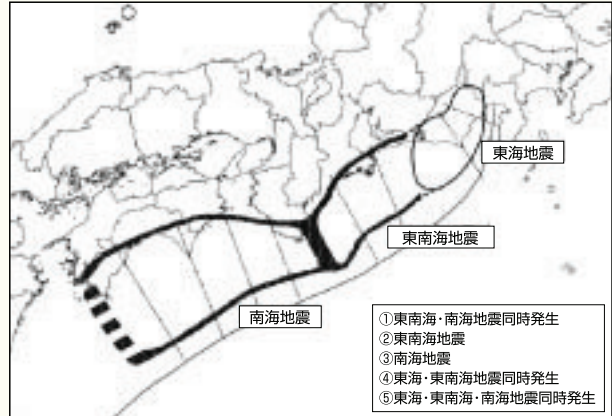 東海地震
東南海地震
南海地震
①東南海・南海地震同時発生
②東南海地震
③南海地震
④東海・東南海地震同時発生
⑤東海・東南海・南海地震同時発生